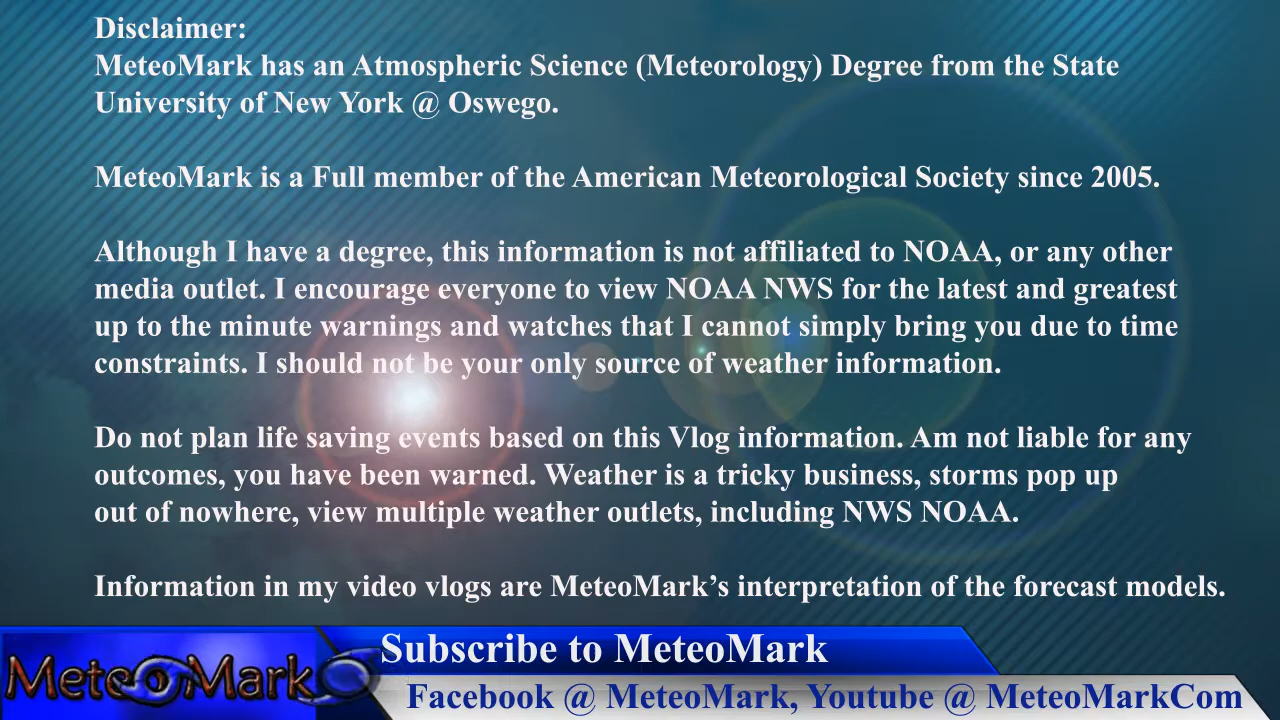 Disclaimer:
MeteoMark has an Atmospheric Science (Meteorology) Degree from the State
University of New York @ Oswego.
MeteoMark is a Full member of the American Meteorological Society since 2005.
Although I have a degree, this information is not affiliated to NOAA, or any other
media outlet. I encourage everyone to view NOAA NWS for the latest and greatest
up to the minute warnings and watches that I cannot simply bring you due to time
constraints. I should not be your only source of weather information.
Do not plan life saving events based on this Vlog information. Am not liable for any
outcomes, you have been warned. Weather is a tricky business, storms pop up
out of nowhere, view multiple weather outlets, including NWS NOAA.
Information in my video vlogs are MeteoMark’s interpretation of the forecast models.
Subscribe to MeteoMark
MeteoMark
Facebook @ MeteoMark, Youtube @ MeteoMarkCom